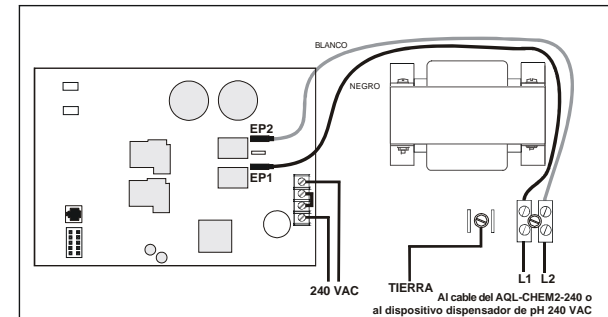 BLANCO
NEGRO
EP2
EP1
240 VAC
TIERRA
L1 L2
Al cable del AQL-CHEM2-240 o
al dispositivo dispensador de pH 240 VAC